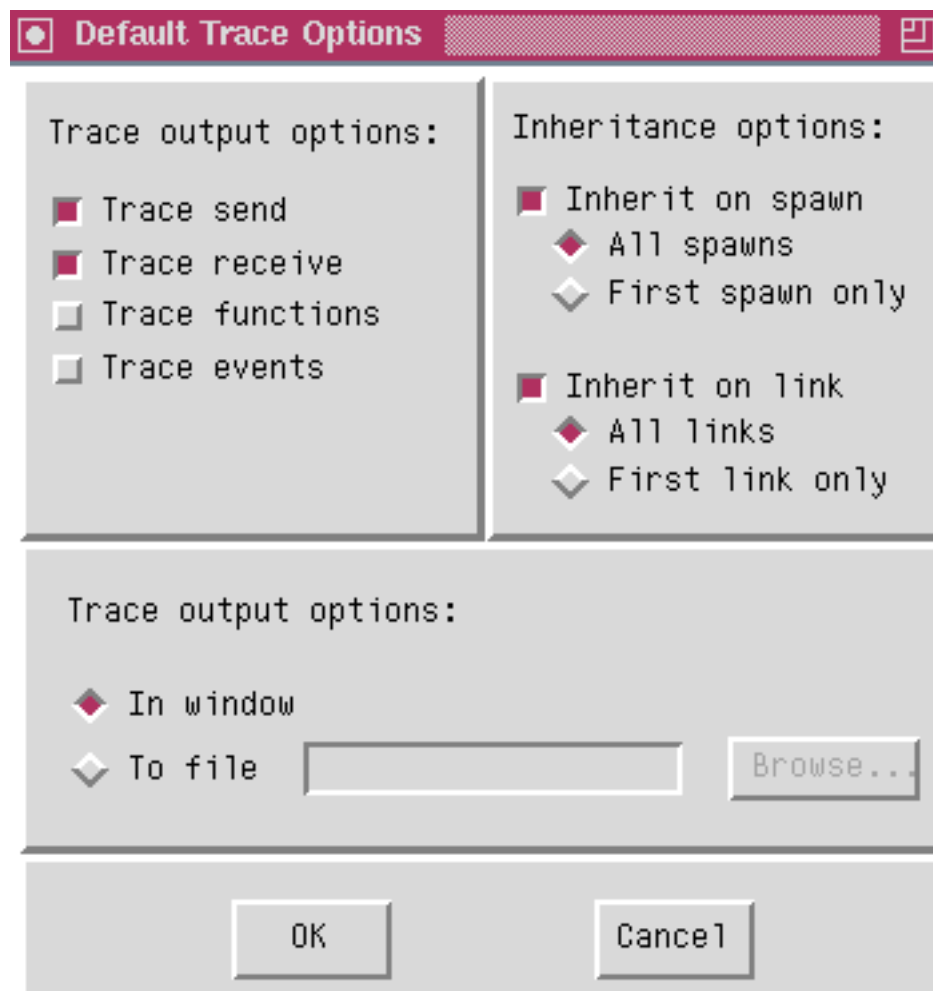 Default Trace Options
Trace output options:
Trace send
Trace receive
Trace functions
Trace events
Inheritance options:
Inherit on spawn
All spawns
First spawn only
Inherit on link
All links
First link only
Trace output options:
In window
To file
Browse...
OK
Cancel